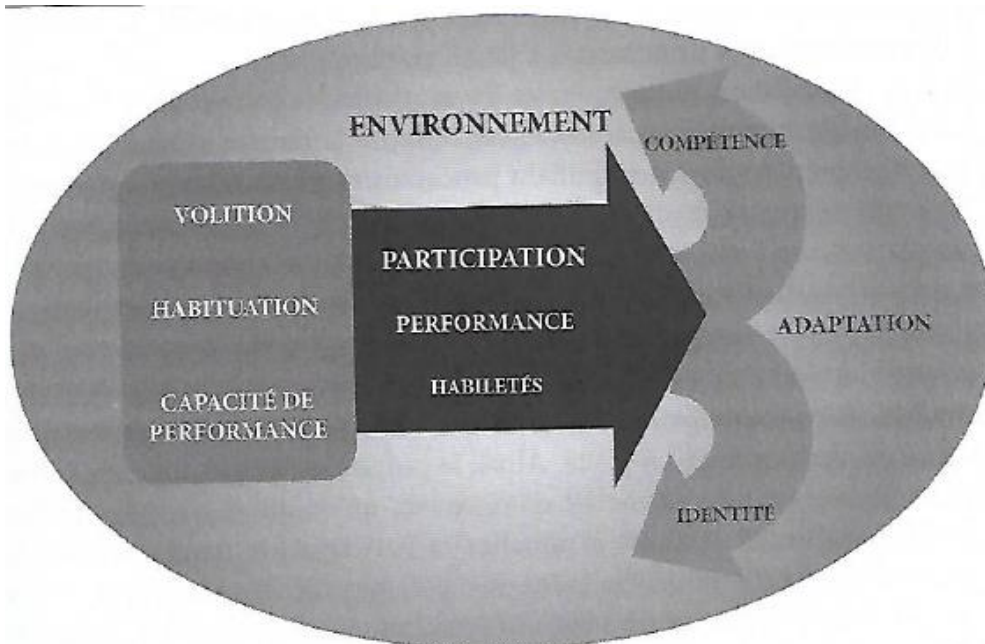 ENVIRONNEMENT
VOLITION
HABITUATION
CAPACITÉ DE
PERFORMANCE
PARTICIPATION
PERFORMANCE
HABILETÉS
COMPÉTENCE
ADAPTATION
IDENTITÉ